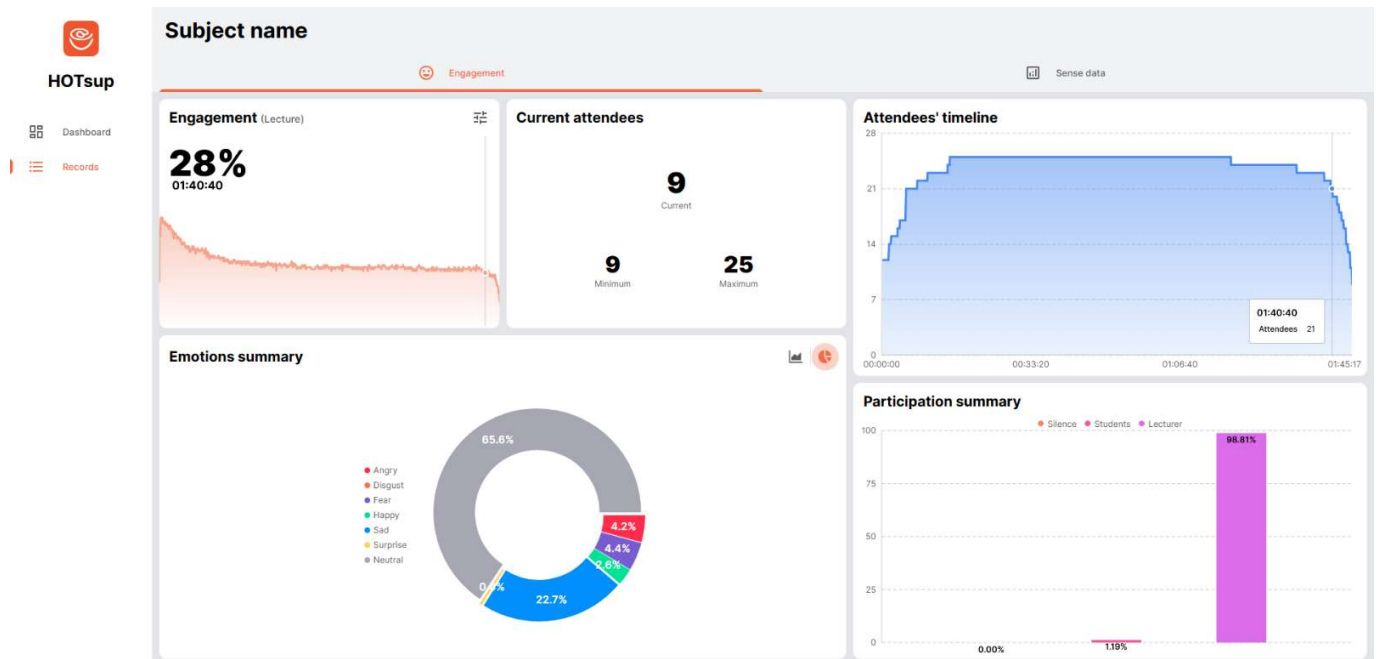 HOTsup
Dashboard
Records
Subject name
Engagement
Sense data
Engagement (Lecture)
28%
01:40:40
Current attendees
9
Current
9
Minimum
25
Maximum
Attendees' timeline
28
21
14
7
0
00:00:00
00:33:20
01:06:40
01:45:17
01:40:40
Attendees 21
Emotions summary
Angry
Disgust
Fear
Happy
Sad
Surprise
Neutral
65.6%
4.2%
4.4%
2.6%
22.7%
Participation summary
Silence Students Lecturer
100
75
50
25
0
0.00%
1.19%
98.81%